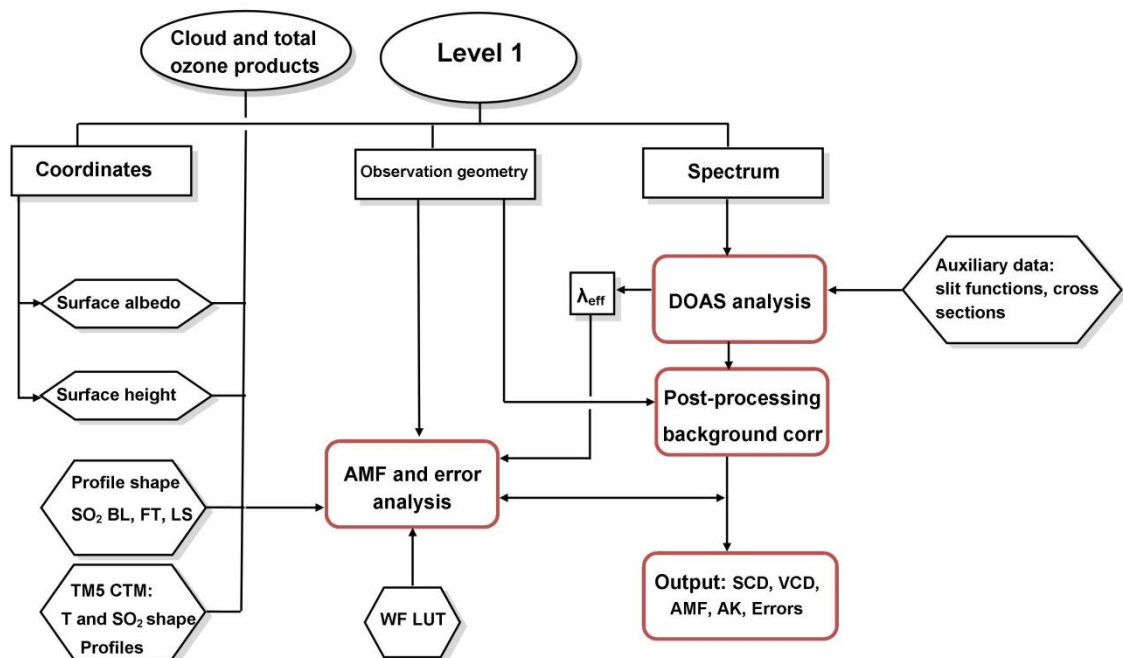 Cloud and total
ozone products
Level 1
Coordinates
Observation geometry
Spectrum
Surface albedo
λeff
DOAS analysis
Auxiliary data:
slit functions, cross
sections
Surface height
Post-processing
background corr
Profile shape
SO₂ BL, FT, LS
AMF and error
analysis
TM5 CTM:
T and SO₂ shape
Profiles
WF LUT
Output: SCD, VCD,
AMF, AK, Errors